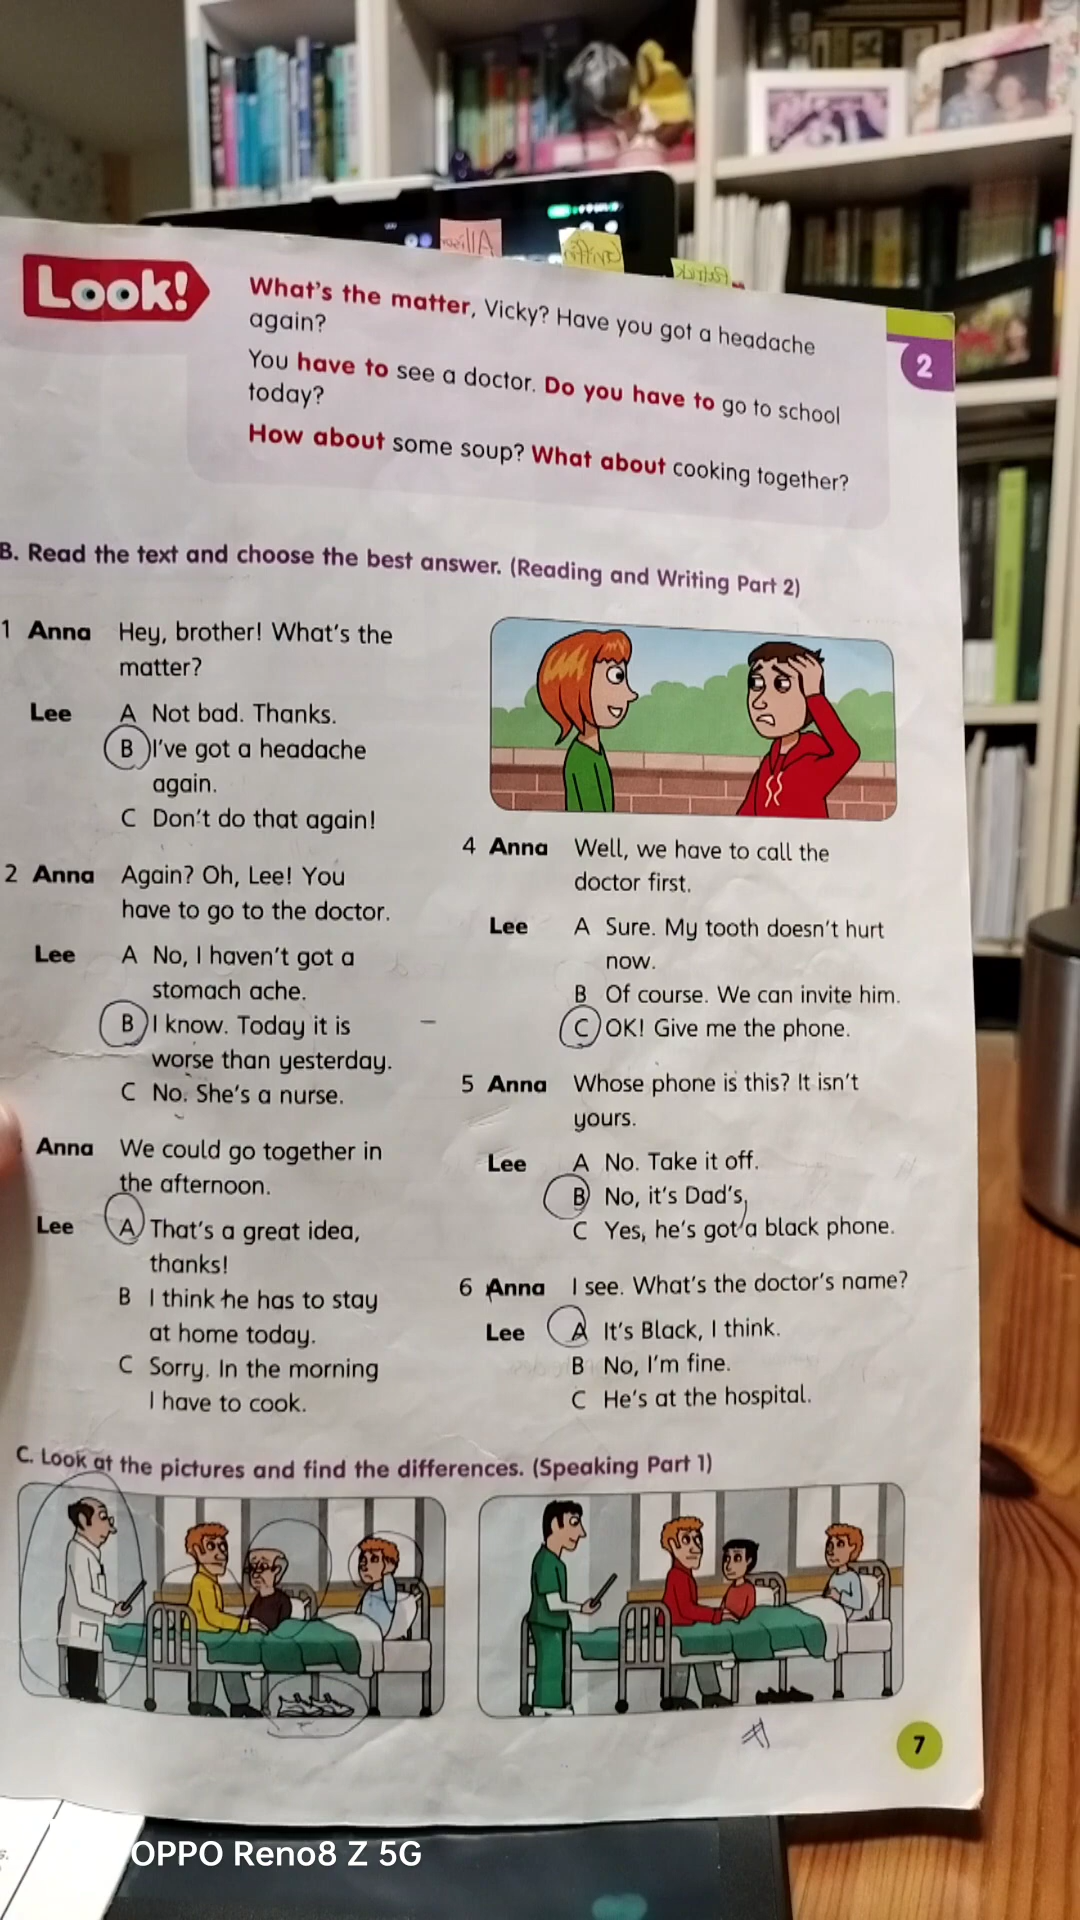 Look!
What's the matter, Vicky? Have you got a headache
again?
You have to see a doctor. Do you have to go to school
today?
How about some soup? What about cooking together?
2
B. Read the text and choose the best answer. (Reading and Writing Part 2)
1 Anna Hey, brother! What's the
matter?
Lee A Not bad. Thanks.
B I've got a headache
again.
C Don't do that again!
2 Anna Again? Oh, Lee! You
have to go to the doctor.
Lee A No, I haven't got a
stomach ache.
B I know. Today it is
worse than yesterday.
C No. She's a nurse.
Anna We could go together in
the afternoon.
Lee A That's a great idea,
thanks!
B I think he has to stay
at home today.
C Sorry. In the morning
I have to cook.
4 Anna Well, we have to call the
doctor first.
Lee A Sure. My tooth doesn't hurt
now.
B Of course. We can invite him.
C OK! Give me the phone.
5 Anna Whose phone is this? It isn't
yours.
Lee A No. Take it off.
B No, it's Dad's.
C Yes, he's got a black phone.
6 Anna I see. What's the doctor's name?
Lee A It's Black, I think.
B No, I'm fine.
C He's at the hospital.
C. Look at the pictures and find the differences. (Speaking Part 1)
7
OPPO Reno8 Z 5G